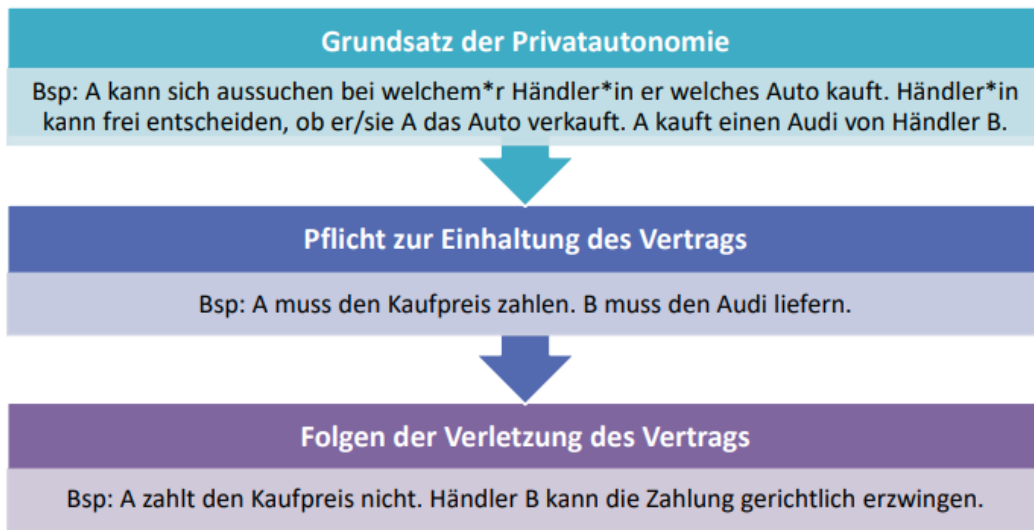 Grundsatz der Privatautonomie
Bsp: A kann sich aussuchen bei welchem*r Händler*in er welches Auto kauft. Händler*in
kann frei entscheiden, ob er/sie A das Auto verkauft. A kauft einen Audi von Händler B.
Pflicht zur Einhaltung des Vertrags
Bsp: A muss den Kaufpreis zahlen. B muss den Audi liefern.
Folgen der Verletzung des Vertrags
Bsp: A zahlt den Kaufpreis nicht. Händler B kann die Zahlung gerichtlich erzwingen.